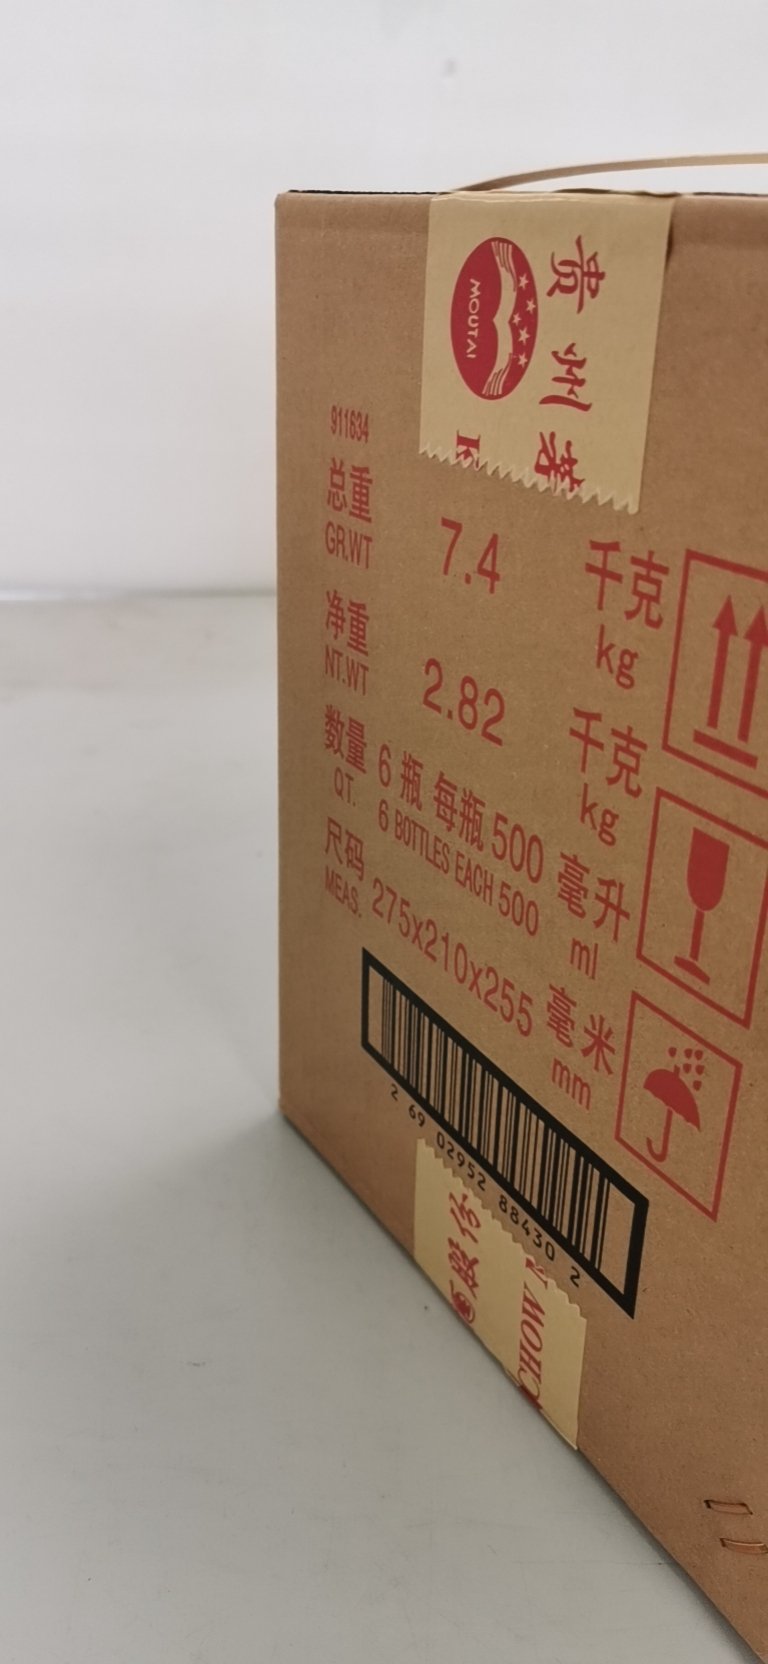 MOUTAI
贵州茅
K
911634
总重 7.4 千克
GR.WT kg
净重 2.82 千克
NT.WT kg
数量 6 瓶 每瓶 500 毫升
QT. 6 BOTTLES EACH 500 ml
尺码 275x210x255 毫米
MEAS. mm
2 69 02952 88430 2
CHOW